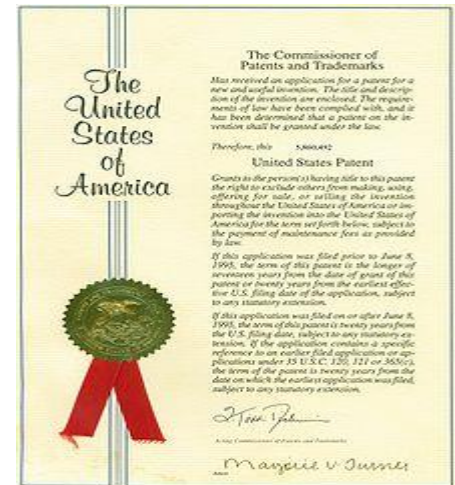 The
United
States
of
America
The Commissioner of
Patents and Trademarks
Has received an application for a patent for a
new and useful invention. The title and descrip-
tion of the invention are enclosed. The require-
ments of law have been complied with, and it
has been determined that a patent on the in-
vention shall be granted under the law.
Therefore, this
United States Patent
Grants to the person(s) having title to this patent
the right to exclude others from making, using,
offering for sale, or selling the invention
throughout the United States of America or im-
porting the invention into the United States of
America for the term set forth below, subject to
the payment of maintenance fees as provided
by law.
If this application was filed prior to June 8,
1995, the term of this patent is the longer of
seventeen years from the date of grant of this
patent or twenty years from the earliest effec-
tive U.S. filing date of the application, subject
to any statutory extension.
If this application was filed on or after June 8,
1995, the term of this patent is twenty years from
the U.S. filing date, subject to any statutory ex-
tension. If the application contains a specific
reference to an earlier filed application or ap-
plications under 35 U.S.C. 120, 121 or 365(c),
the term of the patent is twenty years from the
date on which the earliest application was filed,
subject to any statutory extension.
Acting Commissioner of Patents and Trademarks
Marjorie V Turner